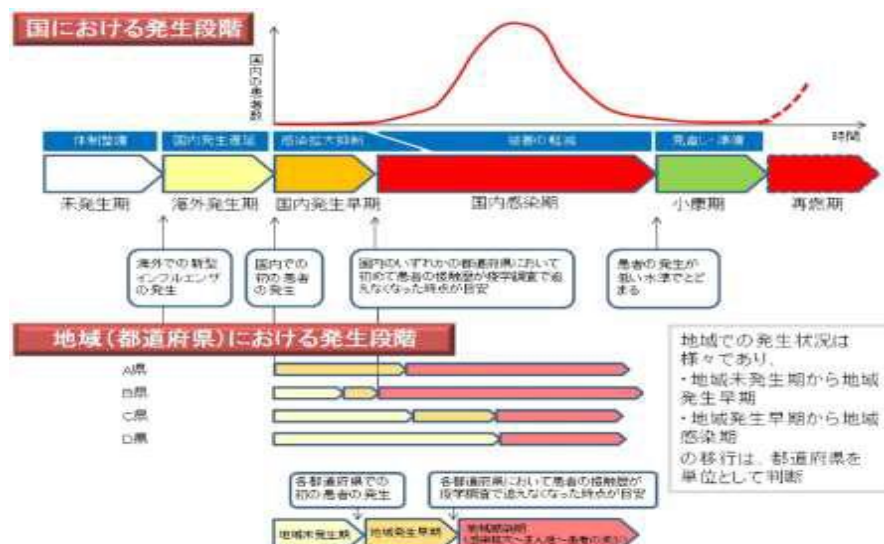 国における発生段階
国内の患者数
時間
体制整備
国内発生遅延
感染拡大抑制
被害の軽減
見直し・準備
未発生期
海外発生期
国内発生早期
国内感染期
小康期
再燃期
海外での新型
インフルエンザ
の発生
国内での
初の患者
の発生
国内のいずれかの都道府県において
初めて患者の接触歴が疫学調査で追
えなくなった時点が目安
患者の発生が
低い水準でとど
まる
地域(都道府県)における発生段階
A県
B県
C県
D県
地域での発生状況は
様々であり、
・地域未発生期から地域
発生早期
・地域発生早期から地域
感染期
の移行は、都道府県を
単位として判断
各都道府県での
初の患者の発生
各都道府県において患者の接触歴が
疫学調査で追えなくなった時点が目安
地域未発生期
地域発生早期
地域感染期
(感染拡大~まん延~患者の減少)